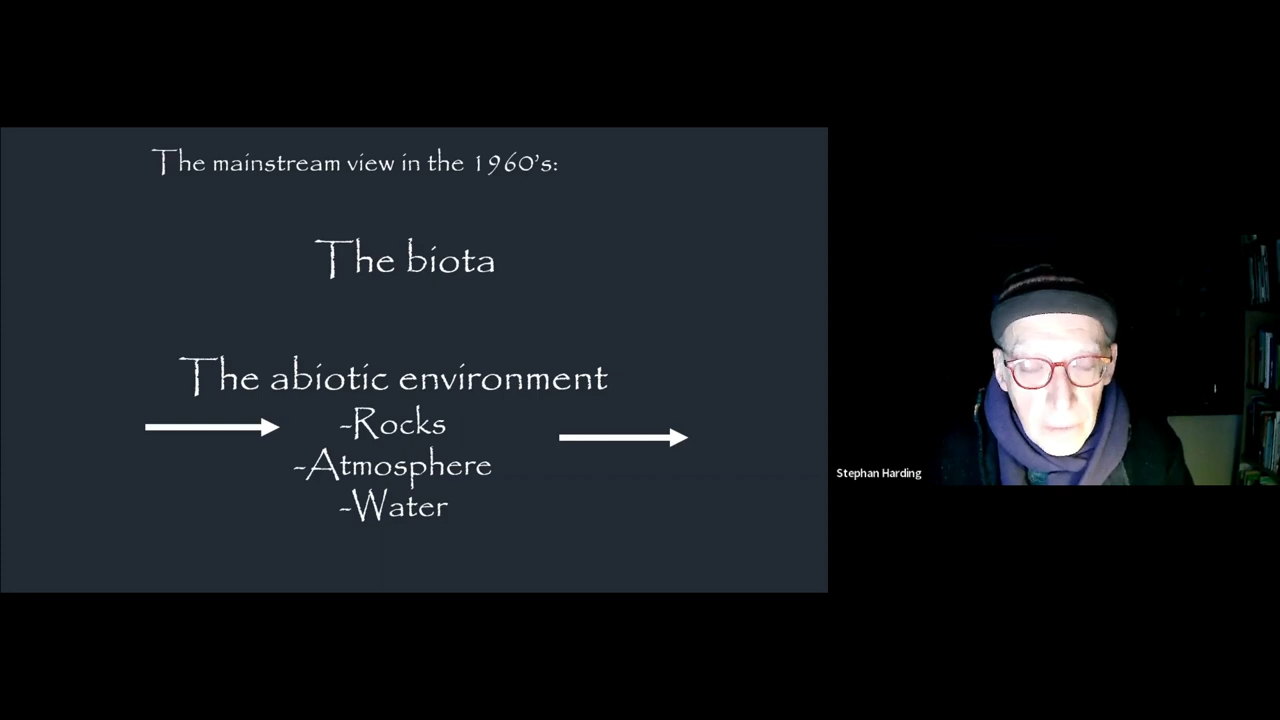 The mainstream view in the 1960's:
The biota
The abiotic environment
-Rocks
-Atmosphere
-Water
Stephan Harding